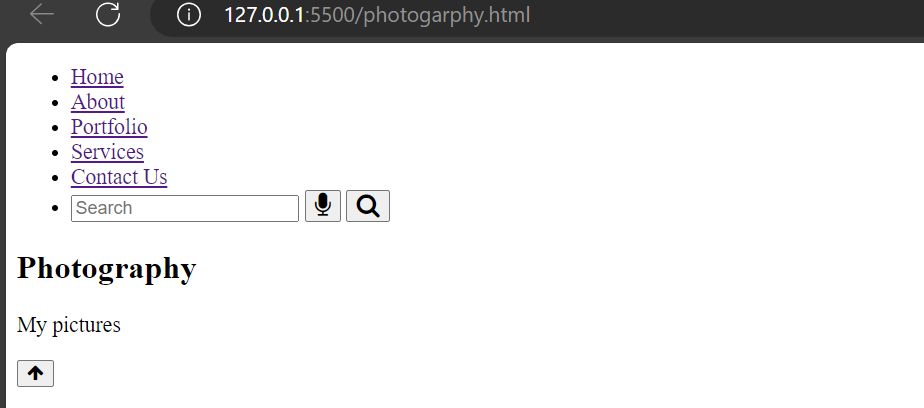 127.0.0.1:5500/photogarphy.html
Home
About
Portfolio
Services
Contact Us
Search
Photography
My pictures